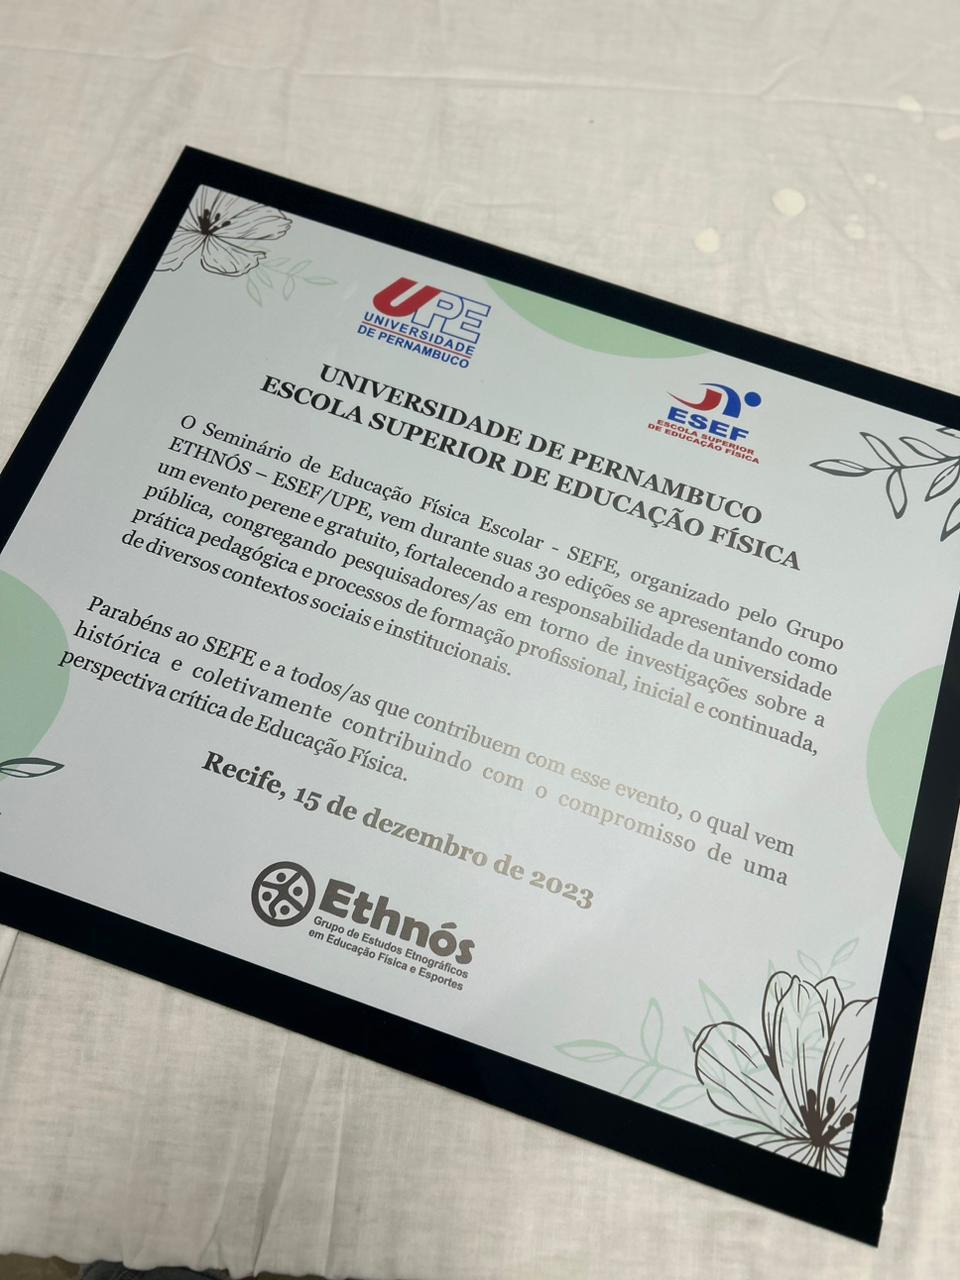 UPE
UNIVERSIDADE
DE PERNAMBUCO
ESEF
ESCOLA SUPERIOR
DE EDUCAÇÃO FÍSICA
UNIVERSIDADE DE PERNAMBUCO
ESCOLA SUPERIOR DE EDUCAÇÃO FÍSICA
O Seminário de Educação Física Escolar - SEFE, organizado pelo Grupo
ETHNÓS – ESEF/UPE, vem durante suas 30 edições se apresentando como
um evento perene e gratuito, fortalecendo a responsabilidade da universidade
pública, congregando pesquisadores/as em torno de investigações sobre a
prática pedagógica e processos de formação profissional, inicial e continuada,
de diversos contextos sociais e institucionais.
Parabéns ao SEFE e a todos/as que contribuem com esse evento, o qual vem
histórica e coletivamente contribuindo com o compromisso de uma
perspectiva crítica de Educação Física.
Recife, 15 de dezembro de 2023
Ethnós
Grupo de Estudos Etnográficos
em Educação Física e Esportes